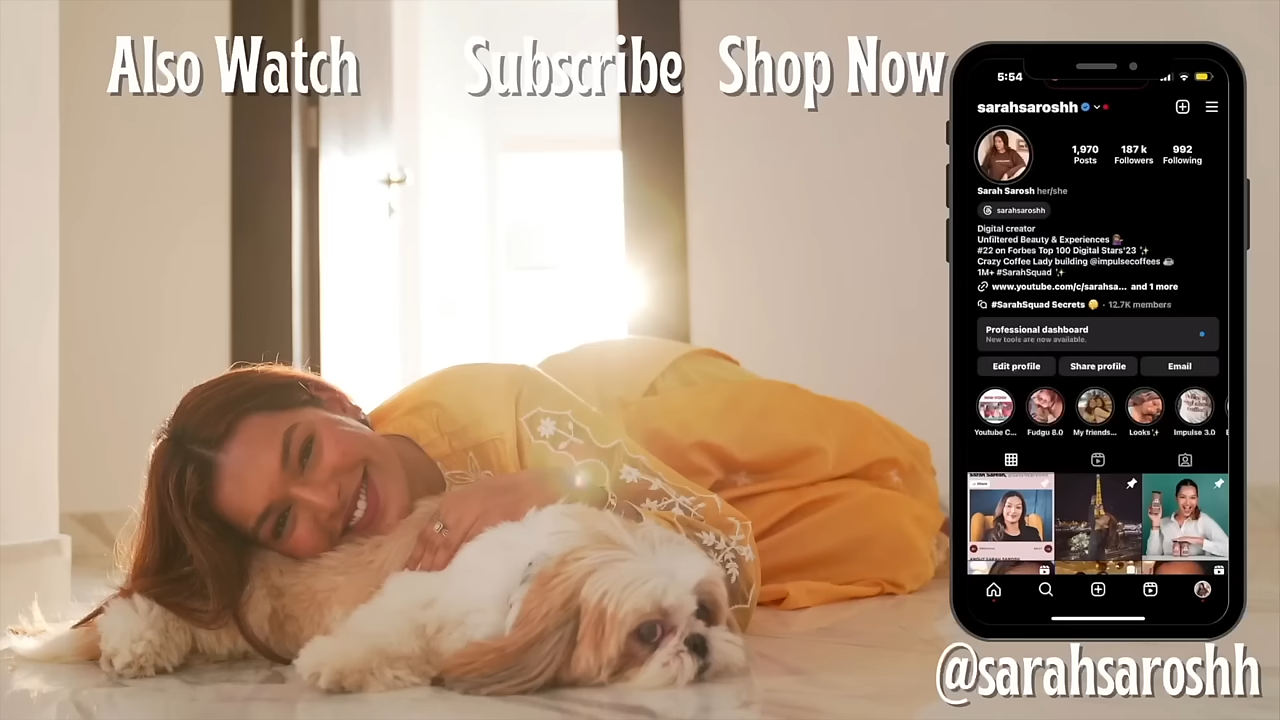 Also Watch
Subscribe
Shop Now
5:54
sarahsaroshh
1,970
187 k
992
Posts
Followers
Following
Sarah Sarosh her/she
sarahsaroshh
Digital creator
Unfiltered Beauty & Experiences
#22 on Forbes Top 100 Digital Stars'23 ✨
Crazy Coffee Lady building @impulsecoffees ☕
1M+ #SarahSquad ✨
www.youtube.com/c/sarahsa... and 1 more
#SarahSquad Secrets 🤫 · 12.7K members
Professional dashboard
New tools are now available.
Edit profile
Share profile
Email
Youtube C...
Fudgu 8.0
My friends...
Looks ✨
Impulse 3.0
@sarahsaroshh